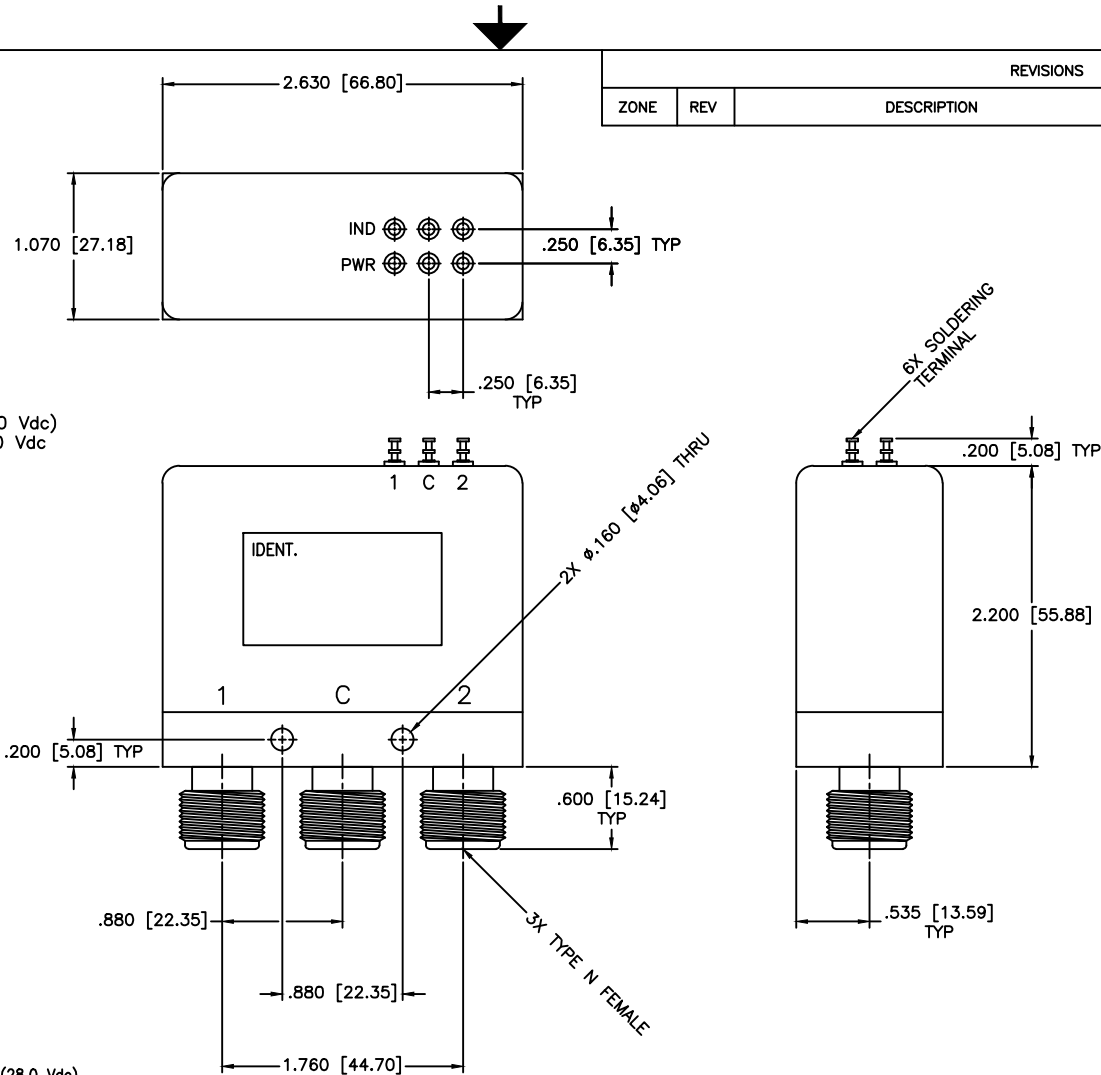 REVISIONS
ZONE REV DESCRIPTION
2.630 [66.80]
1.070 [27.18]
IND
PWR
.250 [6.35] TYP
.250 [6.35]
TYP
6X SOLDERING
TERMINAL
0 Vdc)
0 Vdc
1 C 2
.200 [5.08] TYP
IDENT.
2X ø.160 [ø4.06] THRU
2.200 [55.88]
1 C 2
.200 [5.08] TYP
.600 [15.24]
TYP
.880 [22.35]
.535 [13.59]
TYP
3X TYPE N FEMALE
.880 [22.35]
1.760 [44.70]
(28.0 Vdc)